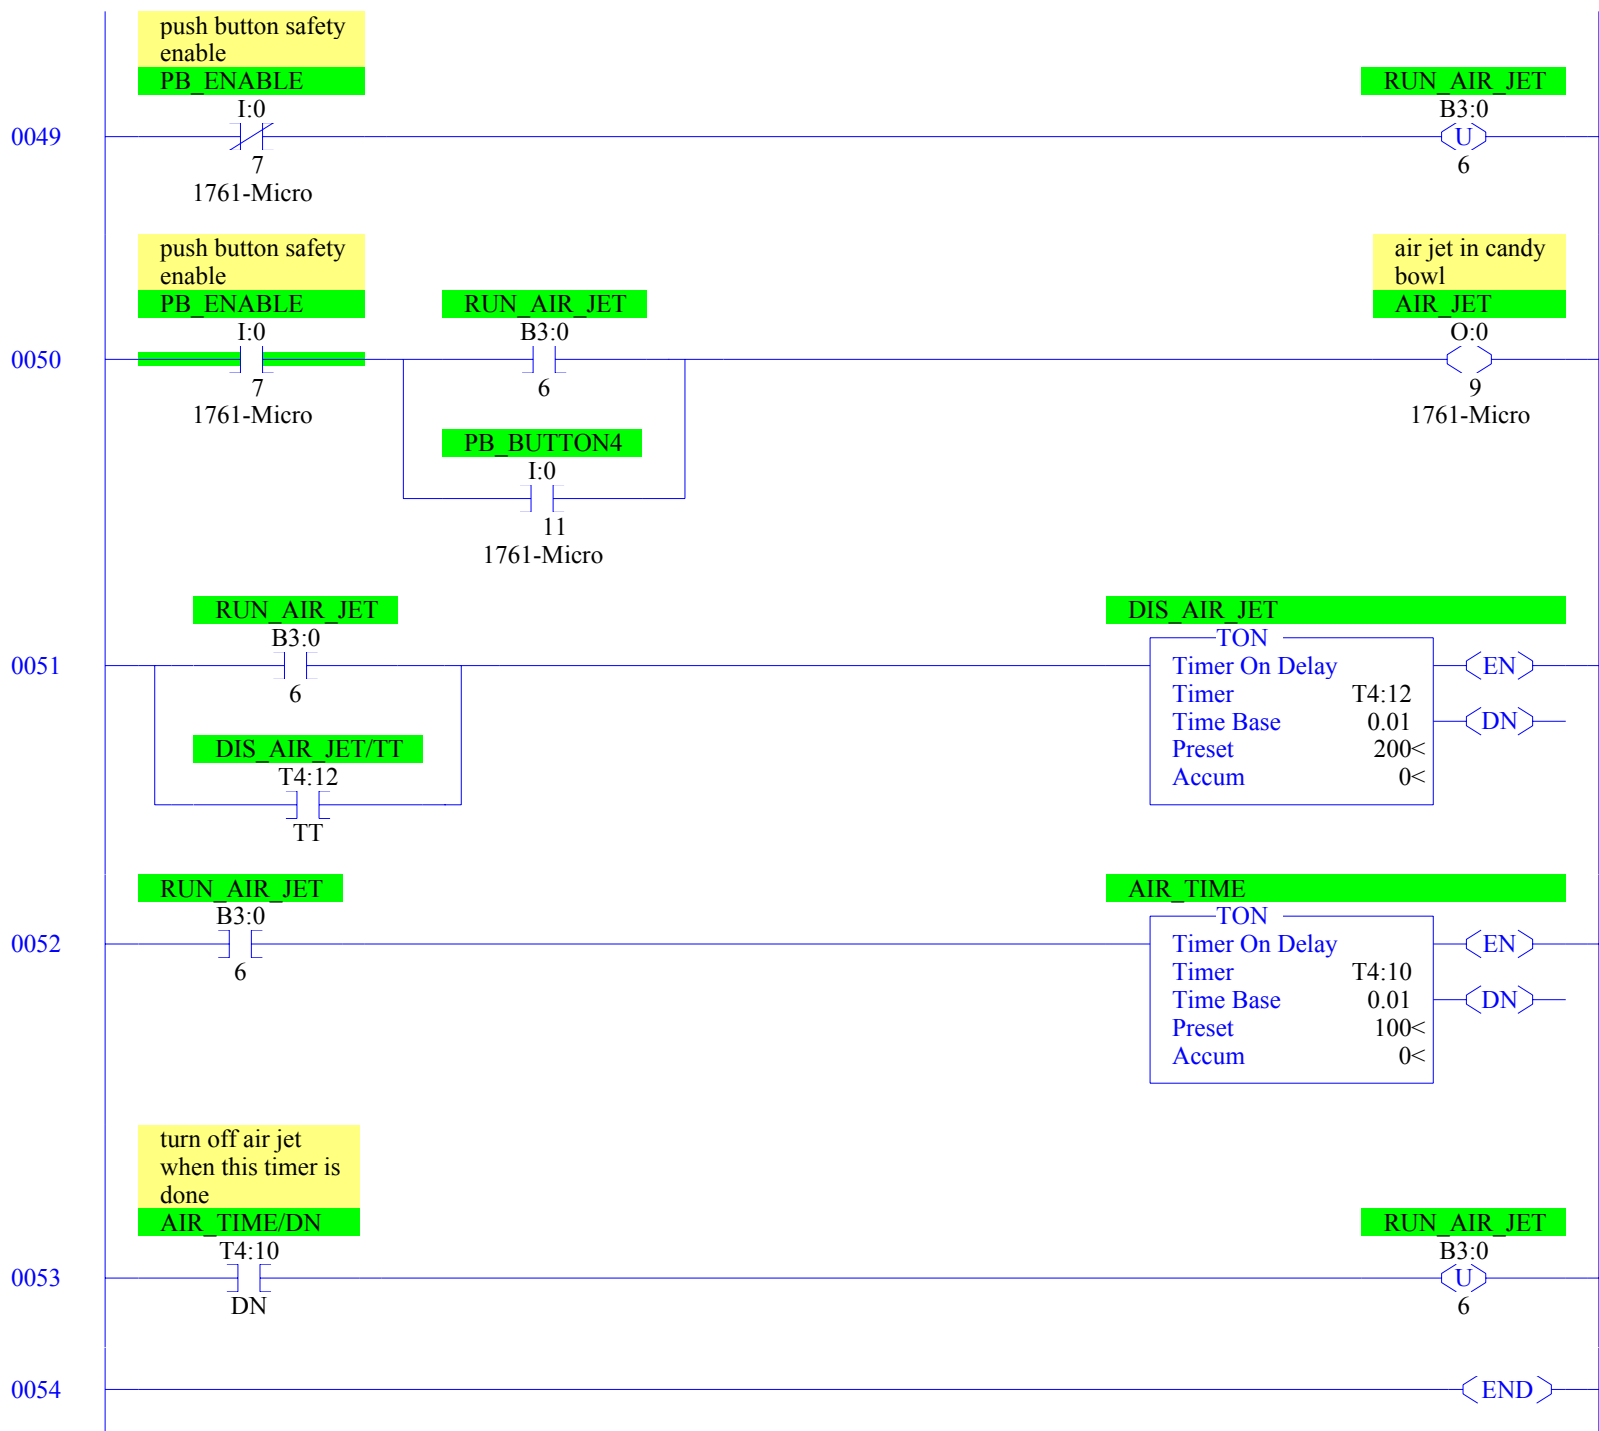 push button safety
enable
PB_ENABLE
I:0
7
1761-Micro
RUN_AIR_JET
B3:0
U
6
0049
push button safety
enable
PB_ENABLE
I:0
7
1761-Micro
RUN_AIR_JET
B3:0
6
PB_BUTTON4
I:0
11
1761-Micro
air jet in candy
bowl
AIR_JET
O:0
9
1761-Micro
0050
RUN_AIR_JET
B3:0
6
DIS_AIR_JET/TT
T4:12
TT
DIS_AIR_JET
TON
Timer On Delay
Timer T4:12
Time Base 0.01
Preset 200<
Accum 0<
EN
DN
0051
RUN_AIR_JET
B3:0
6
AIR_TIME
TON
Timer On Delay
Timer T4:10
Time Base 0.01
Preset 100<
Accum 0<
EN
DN
0052
turn off air jet
when this timer is
done
AIR_TIME/DN
T4:10
DN
RUN_AIR_JET
B3:0
U
6
0053
0054
END